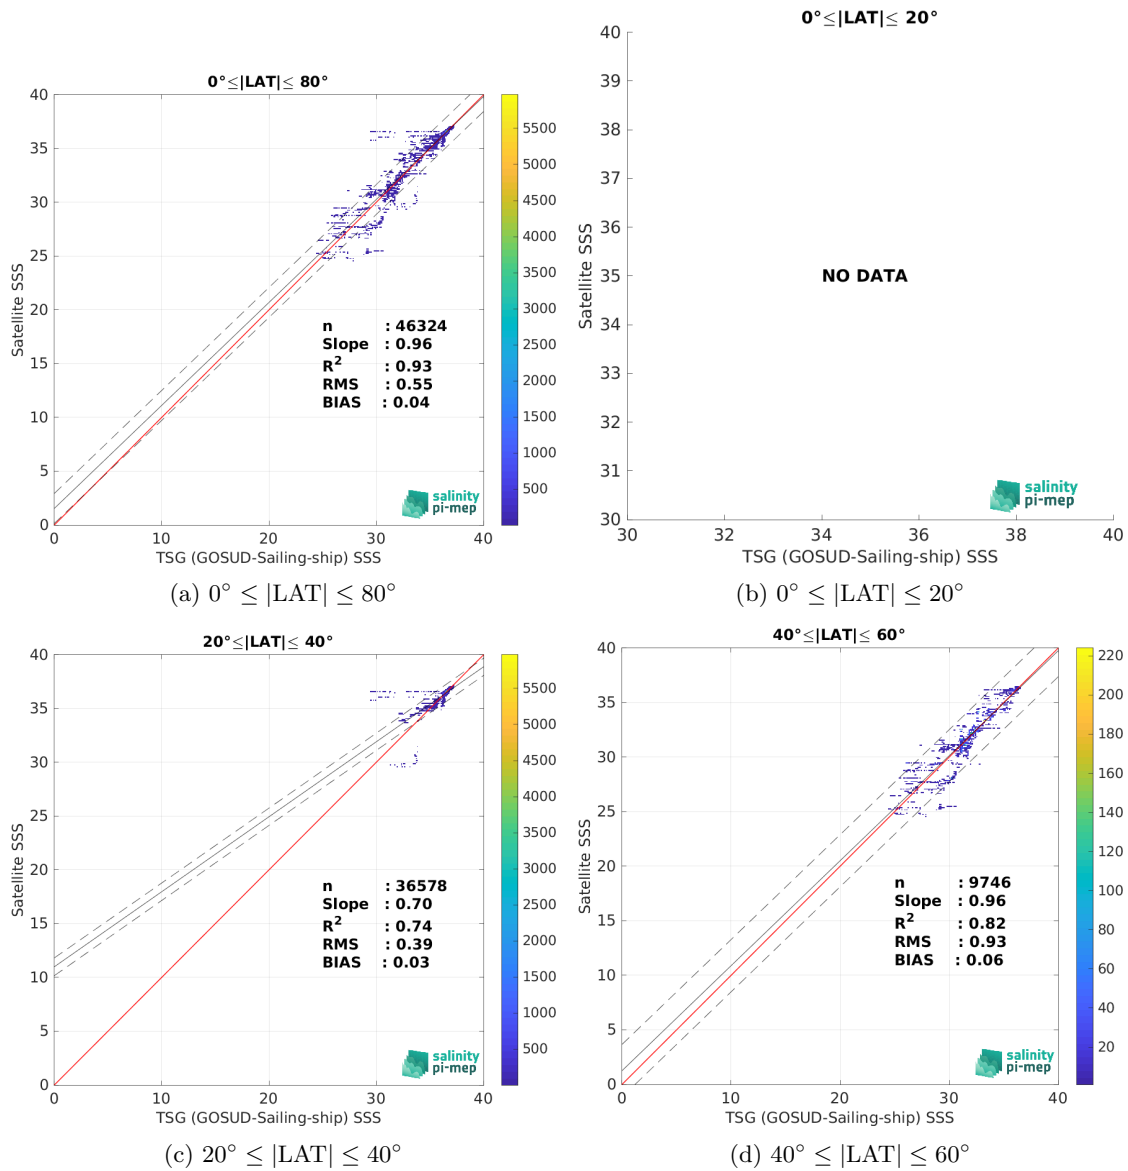 0°≤|LAT|≤ 80°
40
35
30
25
20
15
10
5
0
Satellite SSS
0
10
20
30
40
TSG (GOSUD-Sailing-ship) SSS
n : 46324
Slope : 0.96
R2 : 0.93
RMS : 0.55
BIAS : 0.04
salinity
pi-mep
5500
5000
4500
4000
3500
3000
2500
2000
1500
1000
500
(a) 0° ≤ |LAT| ≤ 80°
0°≤|LAT|≤ 20°
40
39
38
37
36
35
34
33
32
31
30
Satellite SSS
NO DATA
salinity
pi-mep
30
32
34
36
38
40
TSG (GOSUD-Sailing-ship) SSS
(b) 0° ≤ |LAT| ≤ 20°
20°≤|LAT|≤ 40°
40
35
30
25
20
15
10
5
0
Satellite SSS
0
10
20
30
40
TSG (GOSUD-Sailing-ship) SSS
n : 36578
Slope : 0.70
R2 : 0.74
RMS : 0.39
BIAS : 0.03
salinity
pi-mep
5500
5000
4500
4000
3500
3000
2500
2000
1500
1000
500
(c) 20° ≤ |LAT| ≤ 40°
40°≤|LAT|≤ 60°
40
35
30
25
20
15
10
5
0
Satellite SSS
0
10
20
30
40
TSG (GOSUD-Sailing-ship) SSS
n : 9746
Slope : 0.96
R2 : 0.82
RMS : 0.93
BIAS : 0.06
salinity
pi-mep
220
200
180
160
140
120
100
80
60
40
20
(d) 40° ≤ |LAT| ≤ 60°